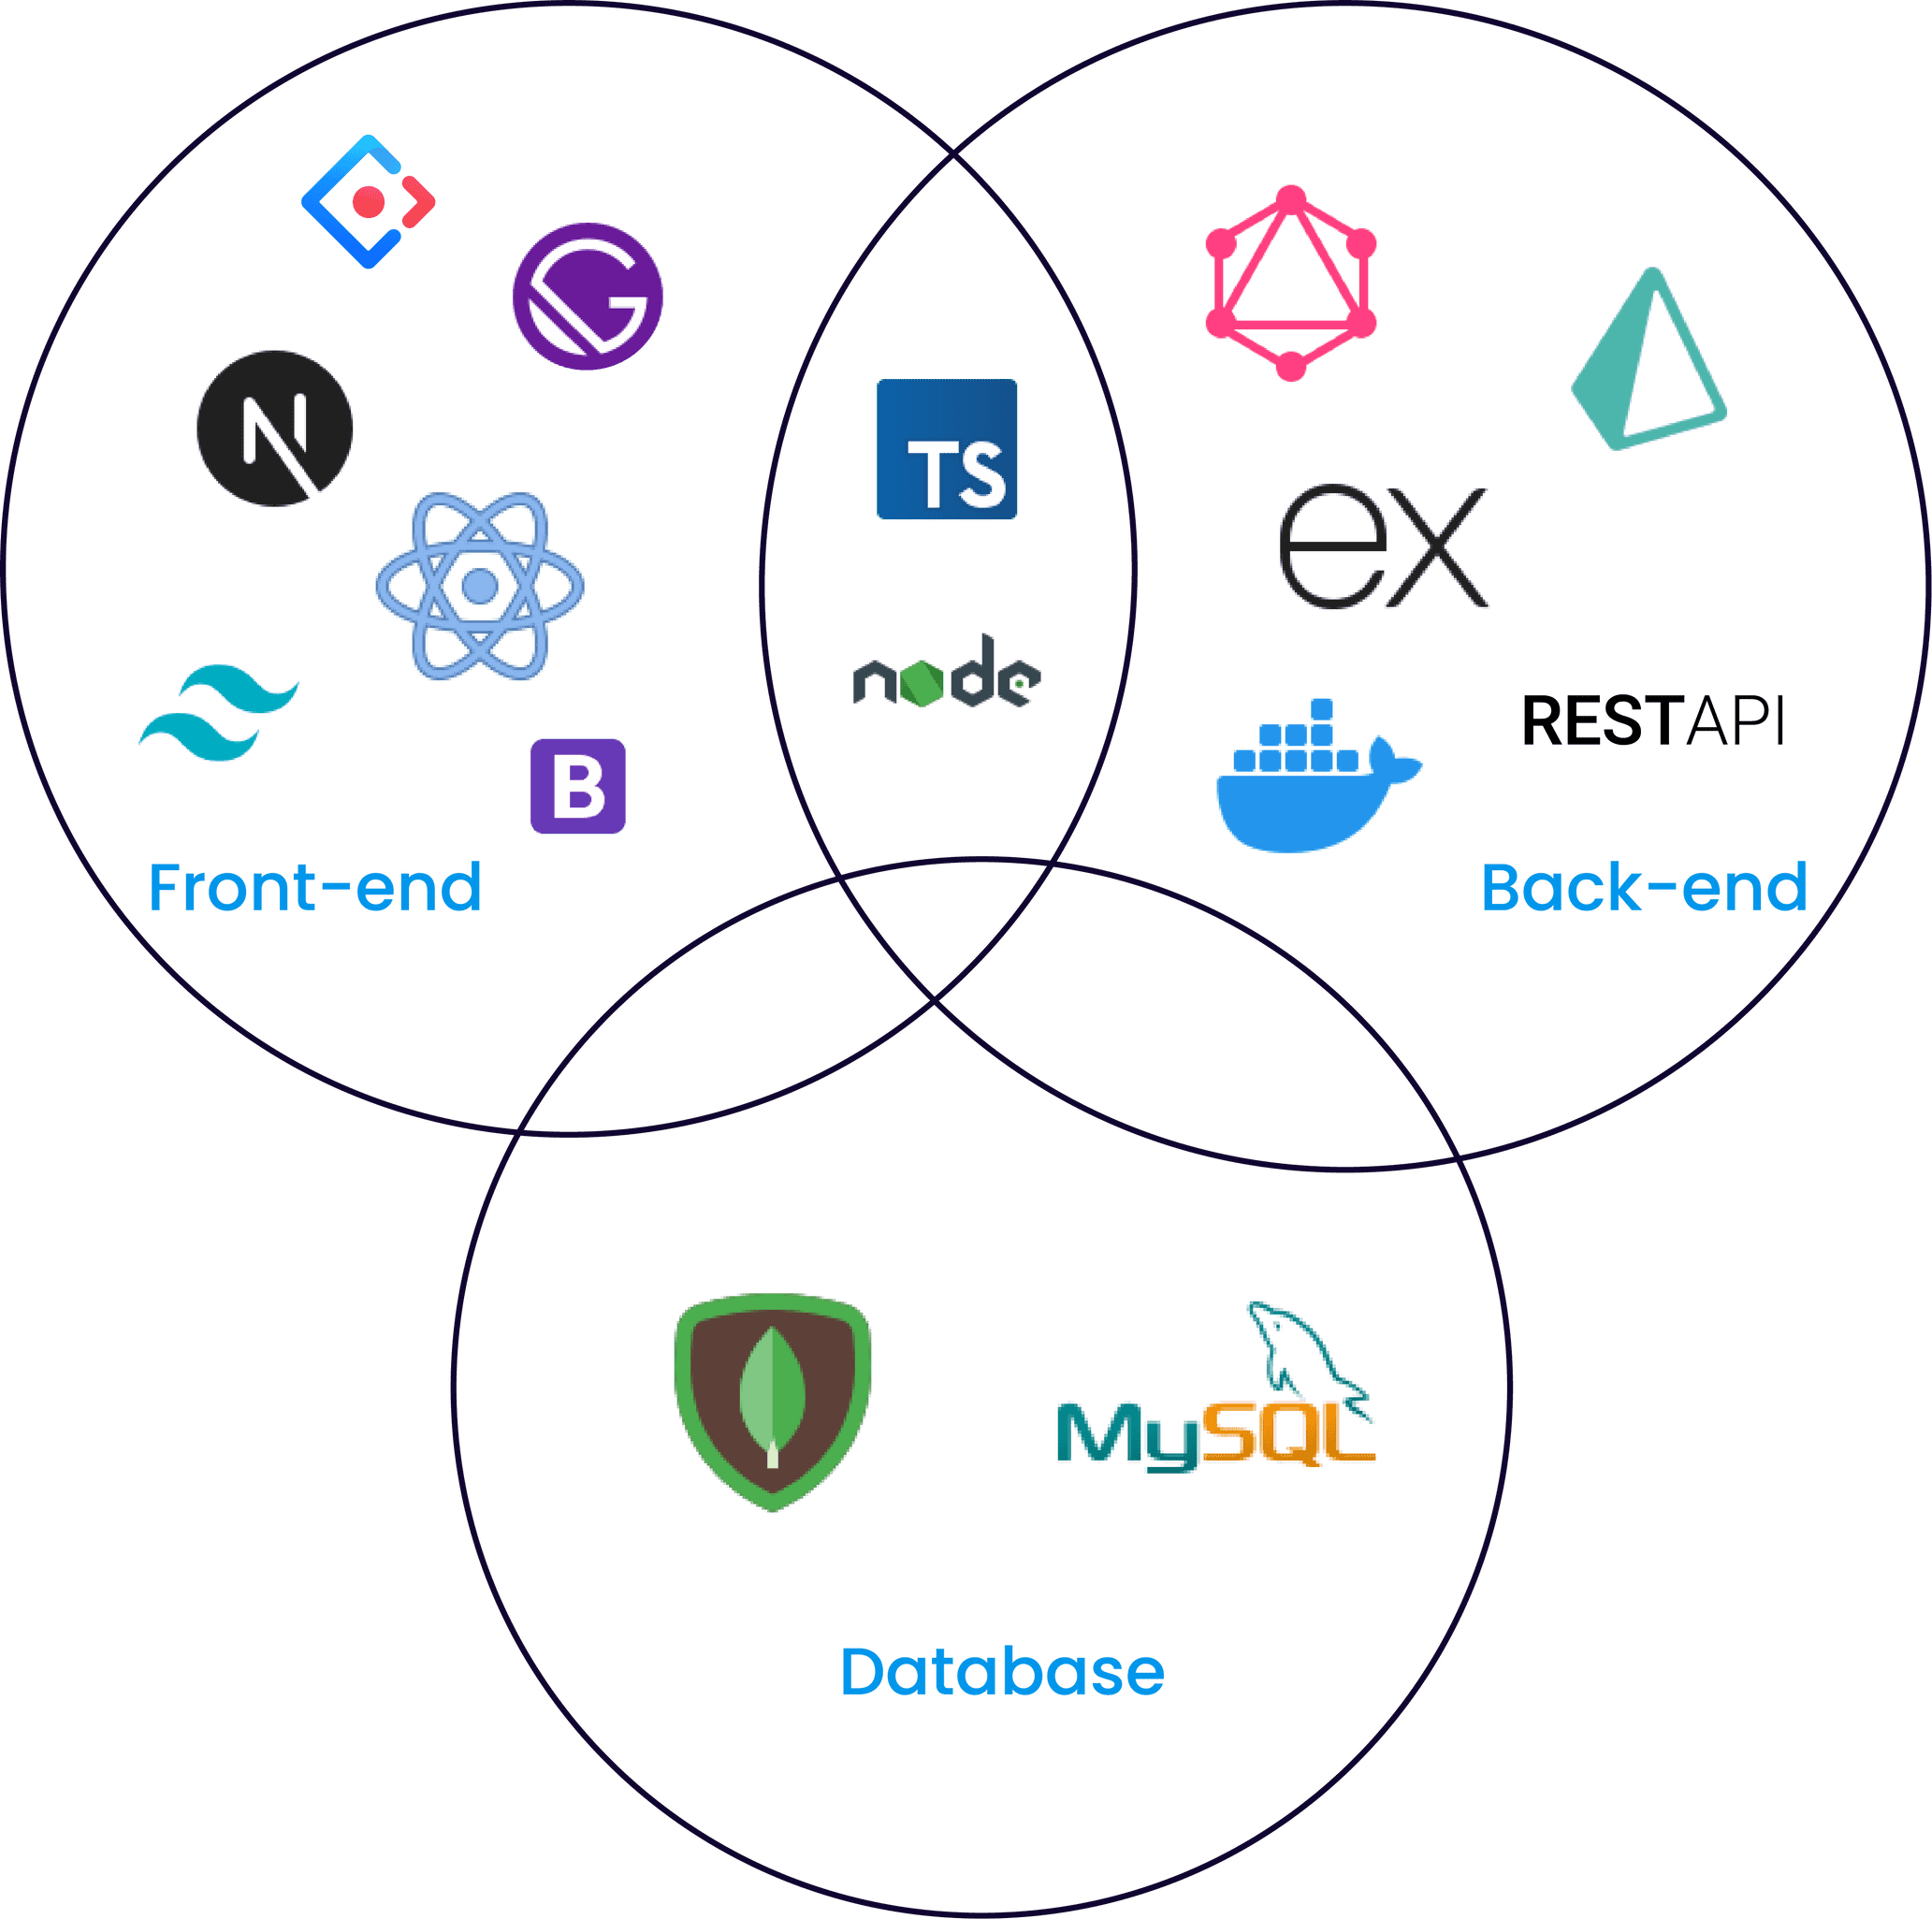 TS
ex
node
RESTAPI
B
Front-end
Back-end
MySQL
Database